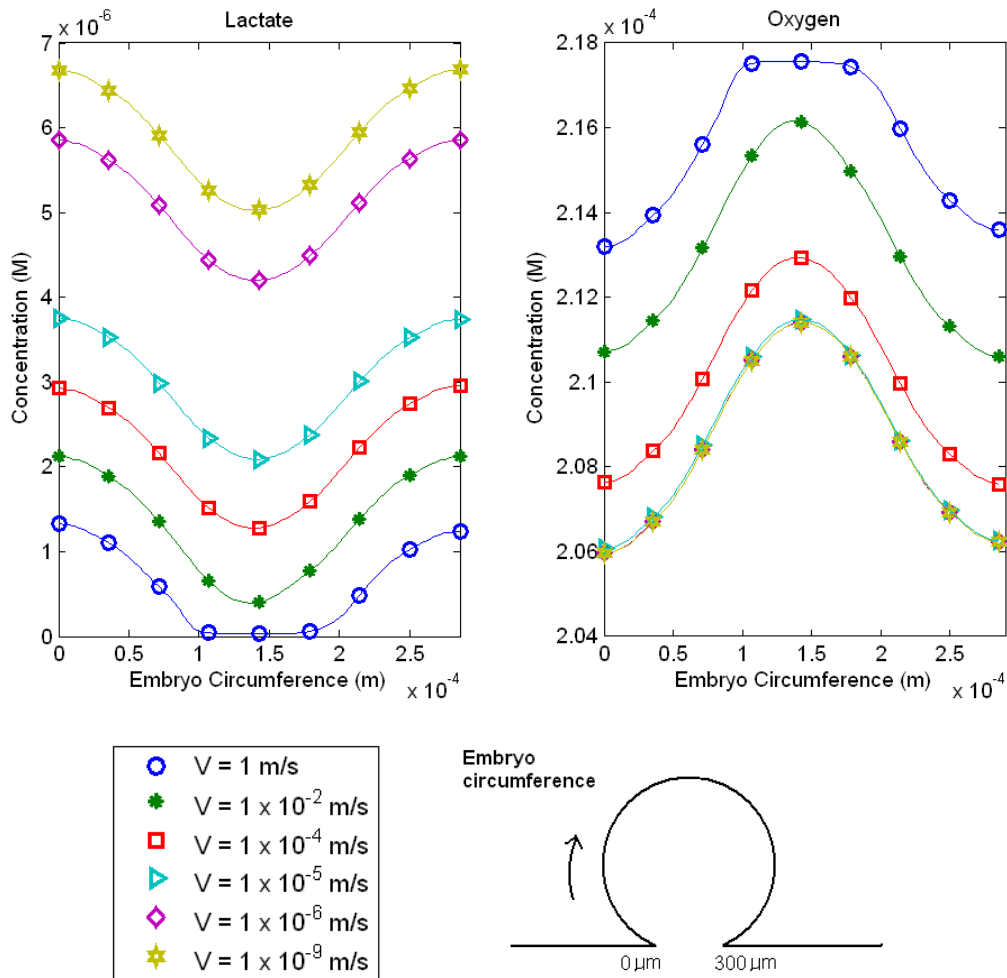 Lactate
x 10⁻⁶
7
6
5
4
3
2
1
0
Concentration (M)
0 0.5 1 1.5 2 2.5
Embryo Circumference (m)
x 10⁻⁴
Oxygen
x 10⁻⁴
2.18
2.16
2.14
2.12
2.1
2.08
2.06
2.04
Concentration (M)
0 0.5 1 1.5 2 2.5
Embryo Circumference (m)
x 10⁻⁴
V = 1 m/s
V = 1 x 10⁻² m/s
V = 1 x 10⁻⁴ m/s
V = 1 x 10⁻⁵ m/s
V = 1 x 10⁻⁶ m/s
V = 1 x 10⁻⁹ m/s
Embryo
circumference
0 µm 300 µm